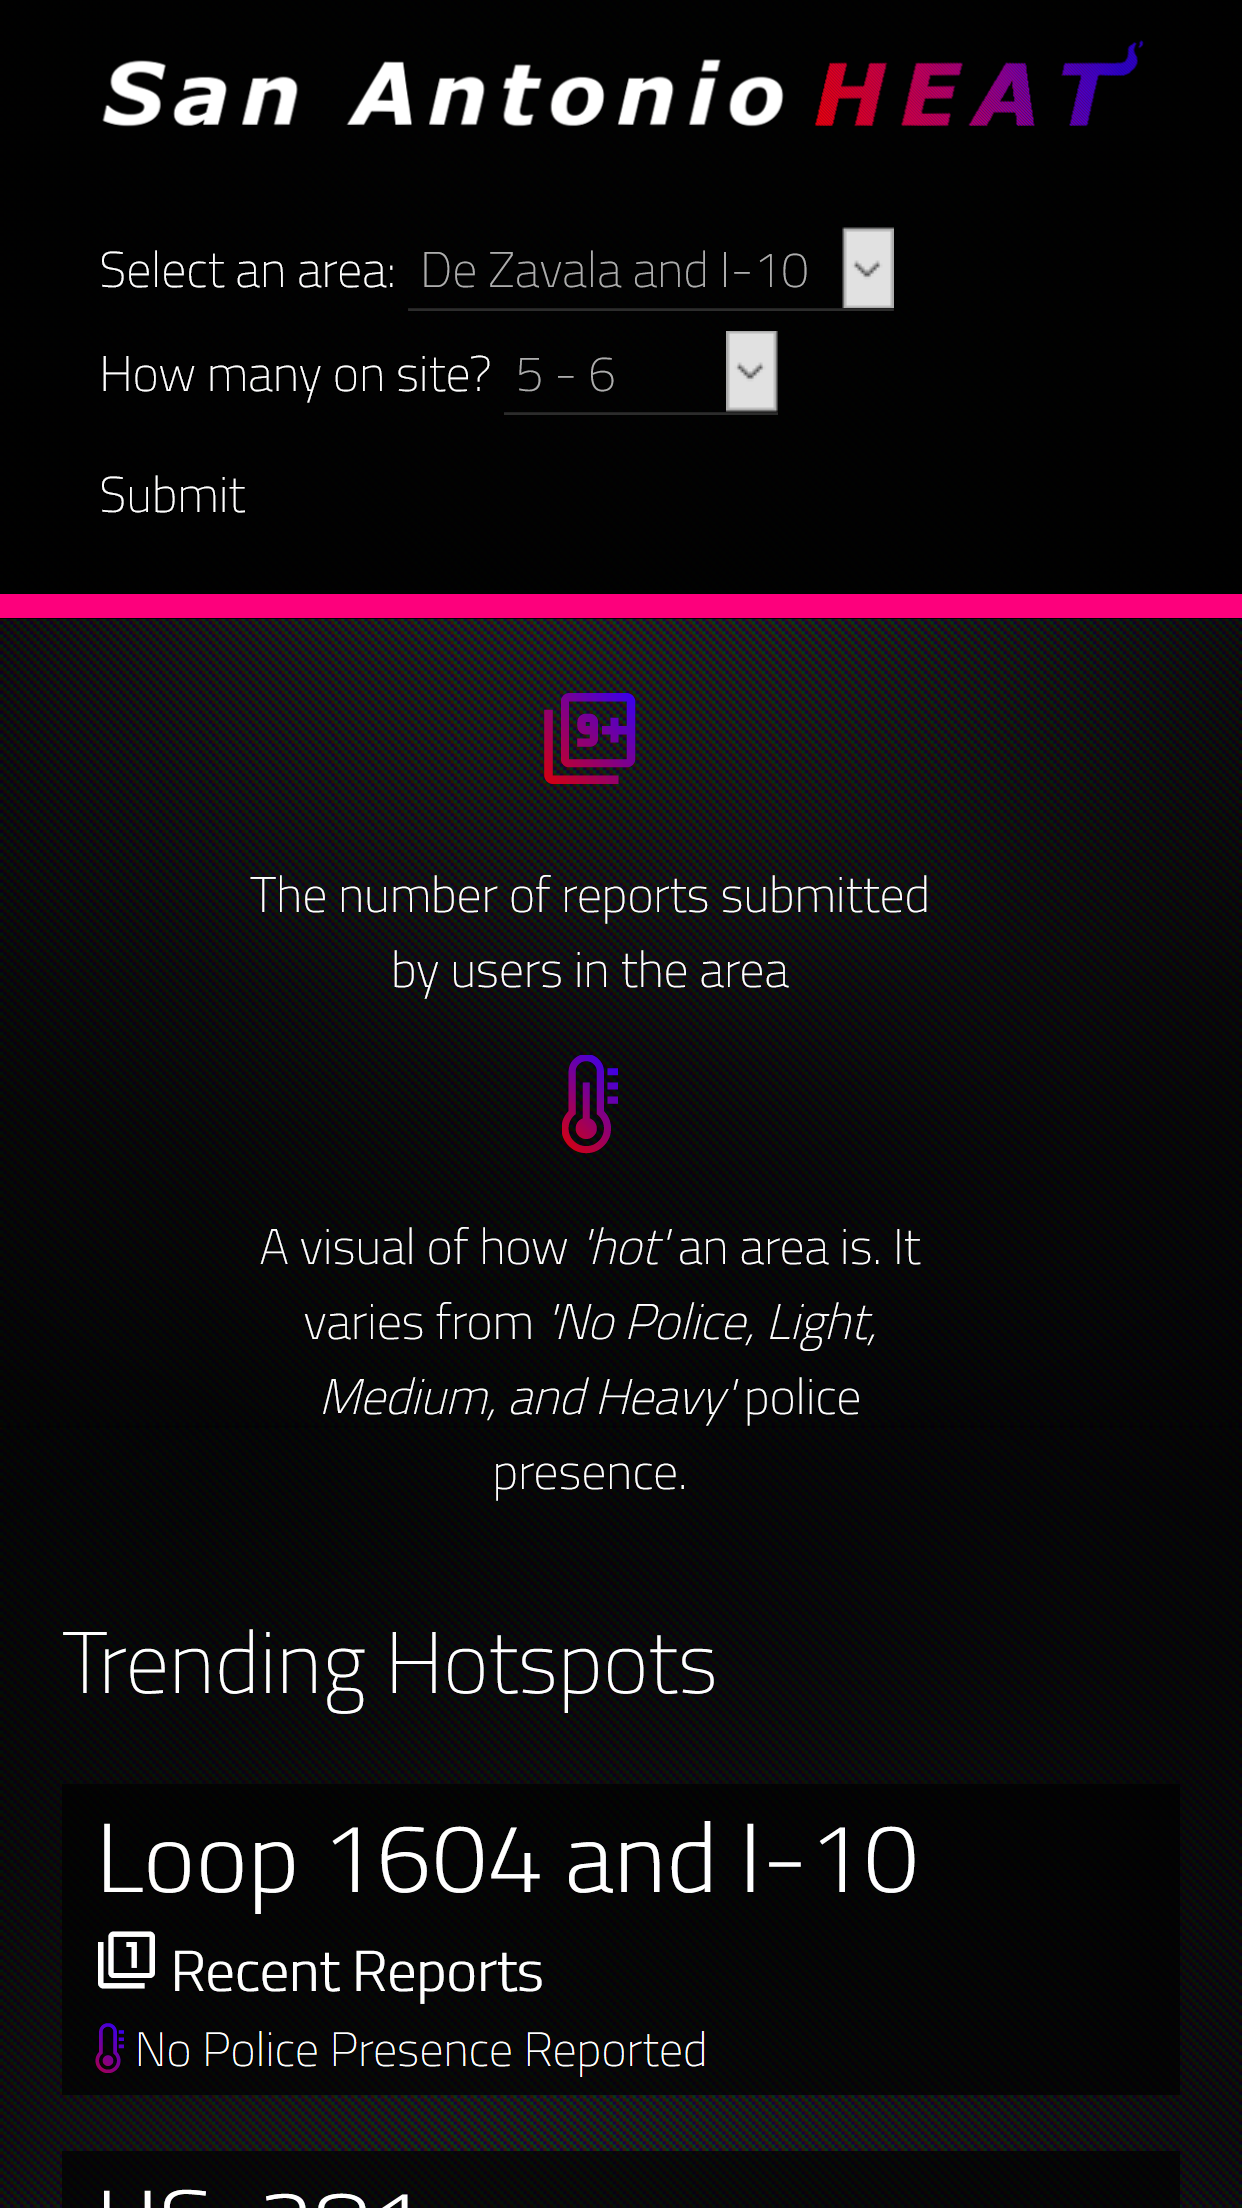 San Antonio HEAT
Select an area: De Zavala and I-10
How many on site? 5 - 6
Submit
9+
The number of reports submitted
by users in the area
A visual of how 'hot' an area is. It
varies from 'No Police, Light,
Medium, and Heavy' police
presence.
Trending Hotspots
Loop 1604 and I-10
1 Recent Reports
No Police Presence Reported